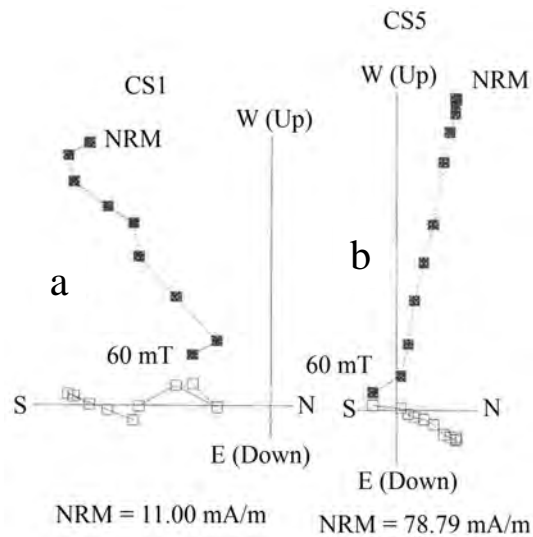 CS1
NRM
W (Up)
a
60 mT
S
N
E (Down)
NRM = 11.00 mA/m
CS5
W (Up)
NRM
b
60 mT
S
N
E (Down)
NRM = 78.79 mA/m